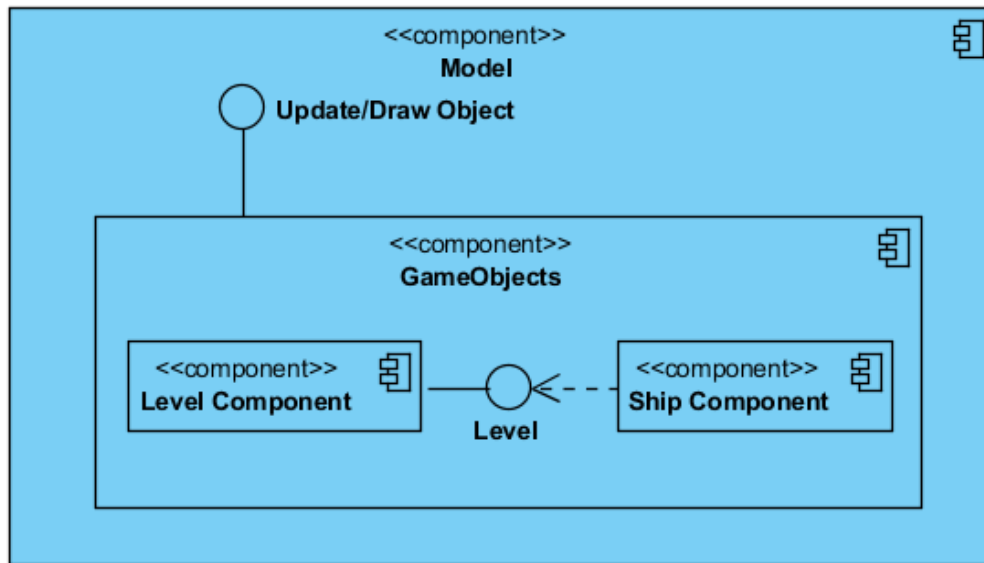 <<component>>
Model
Update/Draw Object
<<component>>
GameObjects
<<component>>
Level Component
Level
<<component>>
Ship Component